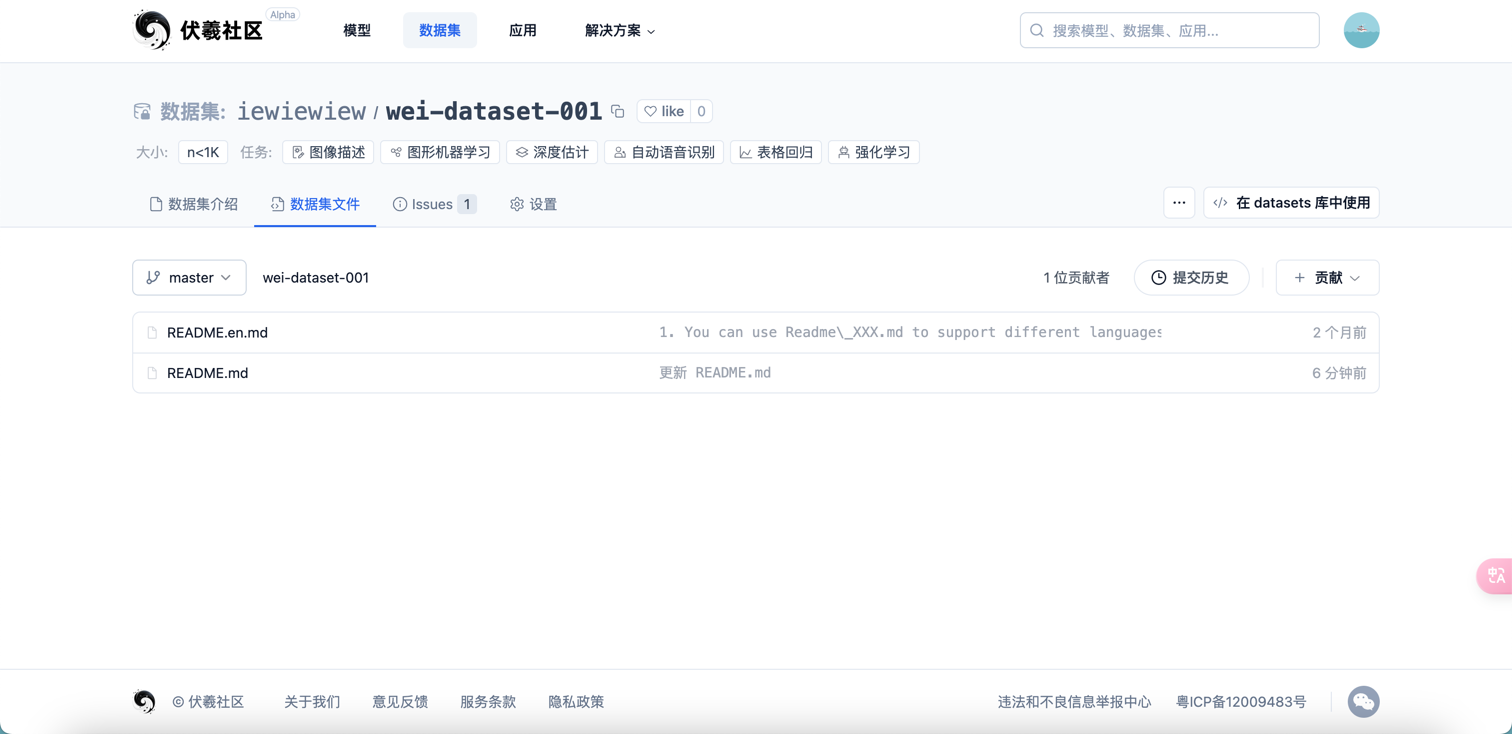 伏羲社区 Alpha 模型 数据集 应用 解决方案 搜索模型、数据集、应用...
数据集: iewiewiew / wei-dataset-001 like 0
大小: n<1K 任务: 图像描述 图形机器学习 深度估计 自动语音识别 表格回归 强化学习
数据集介绍 数据集文件 Issues 1 设置 ... </> 在 datasets 库中使用
master wei-dataset-001 1 位贡献者 提交历史 + 贡献
README.en.md 1. You can use Readme\_XXX.md to support different languages 2 个月前
README.md 更新 README.md 6 分钟前
中 A
© 伏羲社区 关于我们 意见反馈 服务条款 隐私政策 违法和不良信息举报中心 粤ICP备12009483号